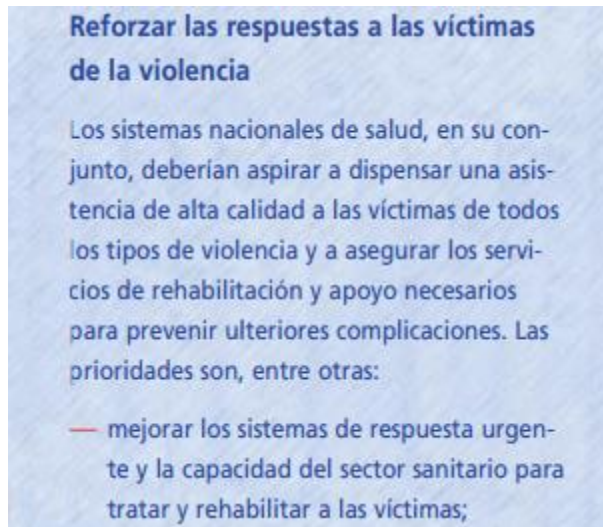 Reforzar las respuestas a las víctimas
de la violencia
Los sistemas nacionales de salud, en su con-
junto, deberían aspirar a dispensar una asis-
tencia de alta calidad a las víctimas de todos
los tipos de violencia y a asegurar los servi-
cios de rehabilitación y apoyo necesarios
para prevenir ulteriores complicaciones. Las
prioridades son, entre otras:
— mejorar los sistemas de respuesta urgen-
te y la capacidad del sector sanitario para
tratar y rehabilitar a las víctimas;